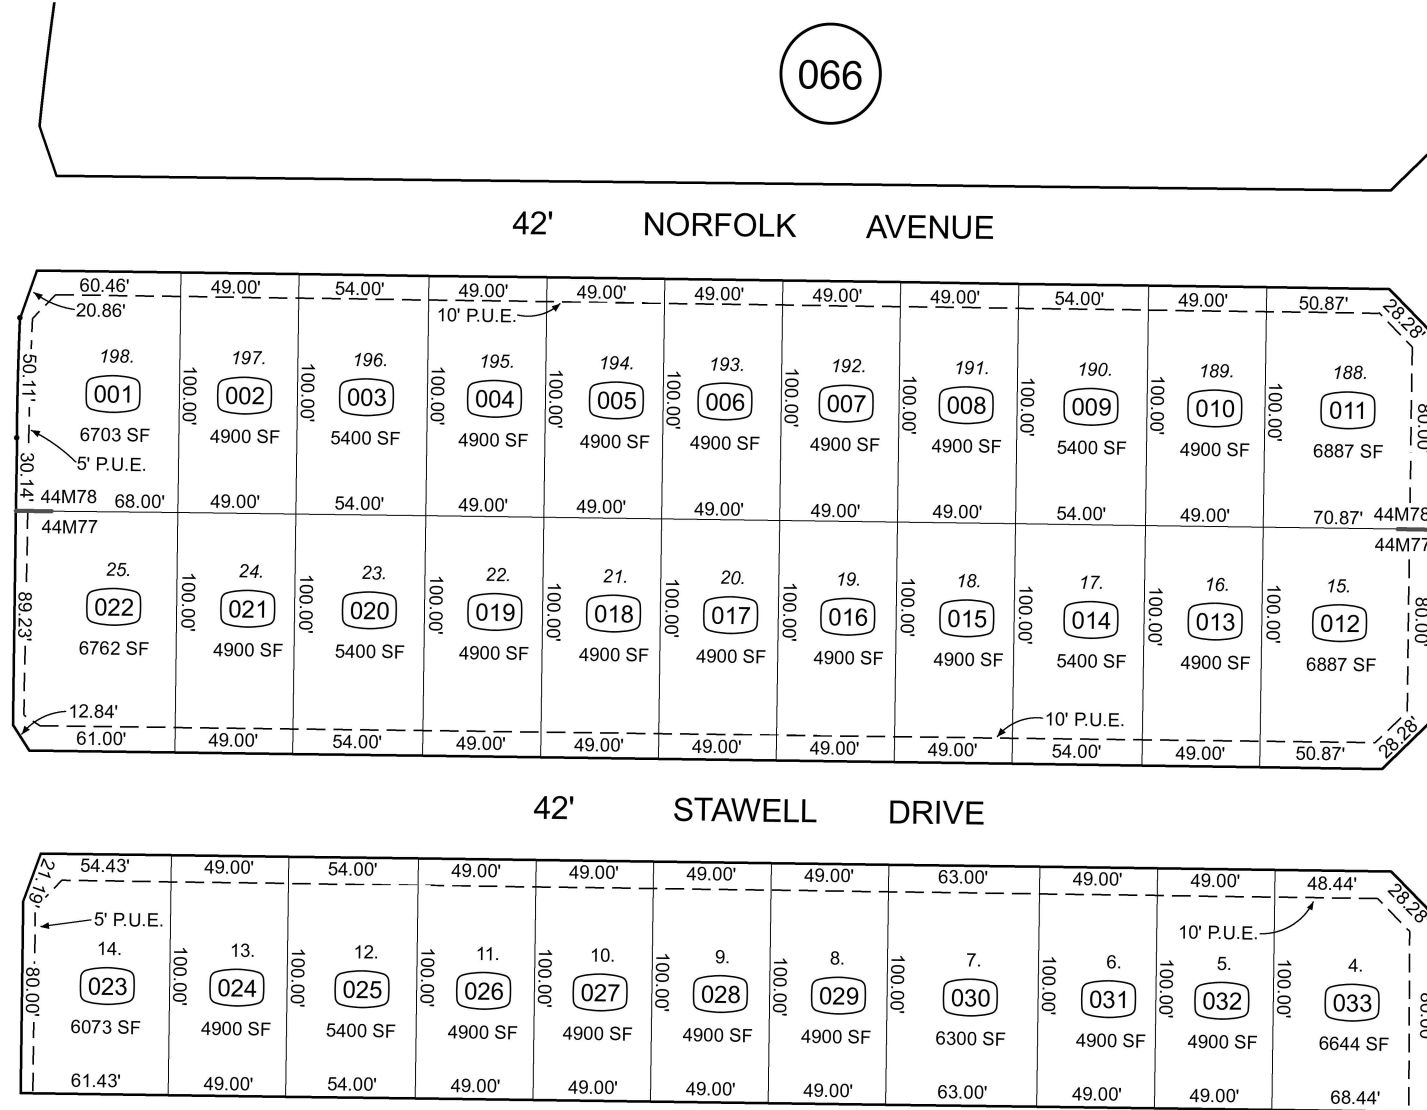 066
42' NORFOLK AVENUE
60.46' 49.00' 54.00' 49.00' 49.00' 49.00' 49.00' 49.00' 54.00' 49.00' 50.87'
20.86' 10' P.U.E. 28.28'
198. 197. 196. 195. 194. 193. 192. 191. 190. 189. 188.
50.11' 100.00' 100.00' 100.00' 100.00' 100.00' 100.00' 100.00' 100.00' 100.00' 100.00' 80.00'
001 002 003 004 005 006 007 008 009 010 011
6703 SF 4900 SF 5400 SF 4900 SF 4900 SF 4900 SF 4900 SF 4900 SF 5400 SF 4900 SF 6887 SF
5' P.U.E.
30.14'
44M78 68.00' 49.00' 54.00' 49.00' 49.00' 49.00' 49.00' 49.00' 54.00' 49.00' 70.87' 44M78
44M77 44M77
25. 24. 23. 22. 21. 20. 19. 18. 17. 16. 15.
89.23' 100.00' 100.00' 100.00' 100.00' 100.00' 100.00' 100.00' 100.00' 100.00' 100.00' 80.00'
022 021 020 019 018 017 016 015 014 013 012
6762 SF 4900 SF 5400 SF 4900 SF 4900 SF 4900 SF 4900 SF 4900 SF 5400 SF 4900 SF 6887 SF
12.84' 10' P.U.E. 28.28'
61.00' 49.00' 54.00' 49.00' 49.00' 49.00' 49.00' 49.00' 54.00' 49.00' 50.87'
42' STAWELL DRIVE
54.43' 49.00' 54.00' 49.00' 49.00' 49.00' 49.00' 63.00' 49.00' 49.00' 48.44'
21.19' 28.28
5' P.U.E. 10' P.U.E.
14. 13. 12. 11. 10. 9. 8. 7. 6. 5. 4.
80.00' 100.00' 100.00' 100.00' 100.00' 100.00' 100.00' 100.00' 100.00' 100.00' 100.00'
023 024 025 026 027 028 029 030 031 032 033
6073 SF 4900 SF 5400 SF 4900 SF 4900 SF 4900 SF 4900 SF 6300 SF 4900 SF 4900 SF 6644 SF
61.43' 49.00' 54.00' 49.00' 49.00' 49.00' 49.00' 63.00' 49.00' 49.00' 68.44'